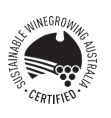 SUSTAINABLE WINEGROWING AUSTRALIA
• CERTIFIED •